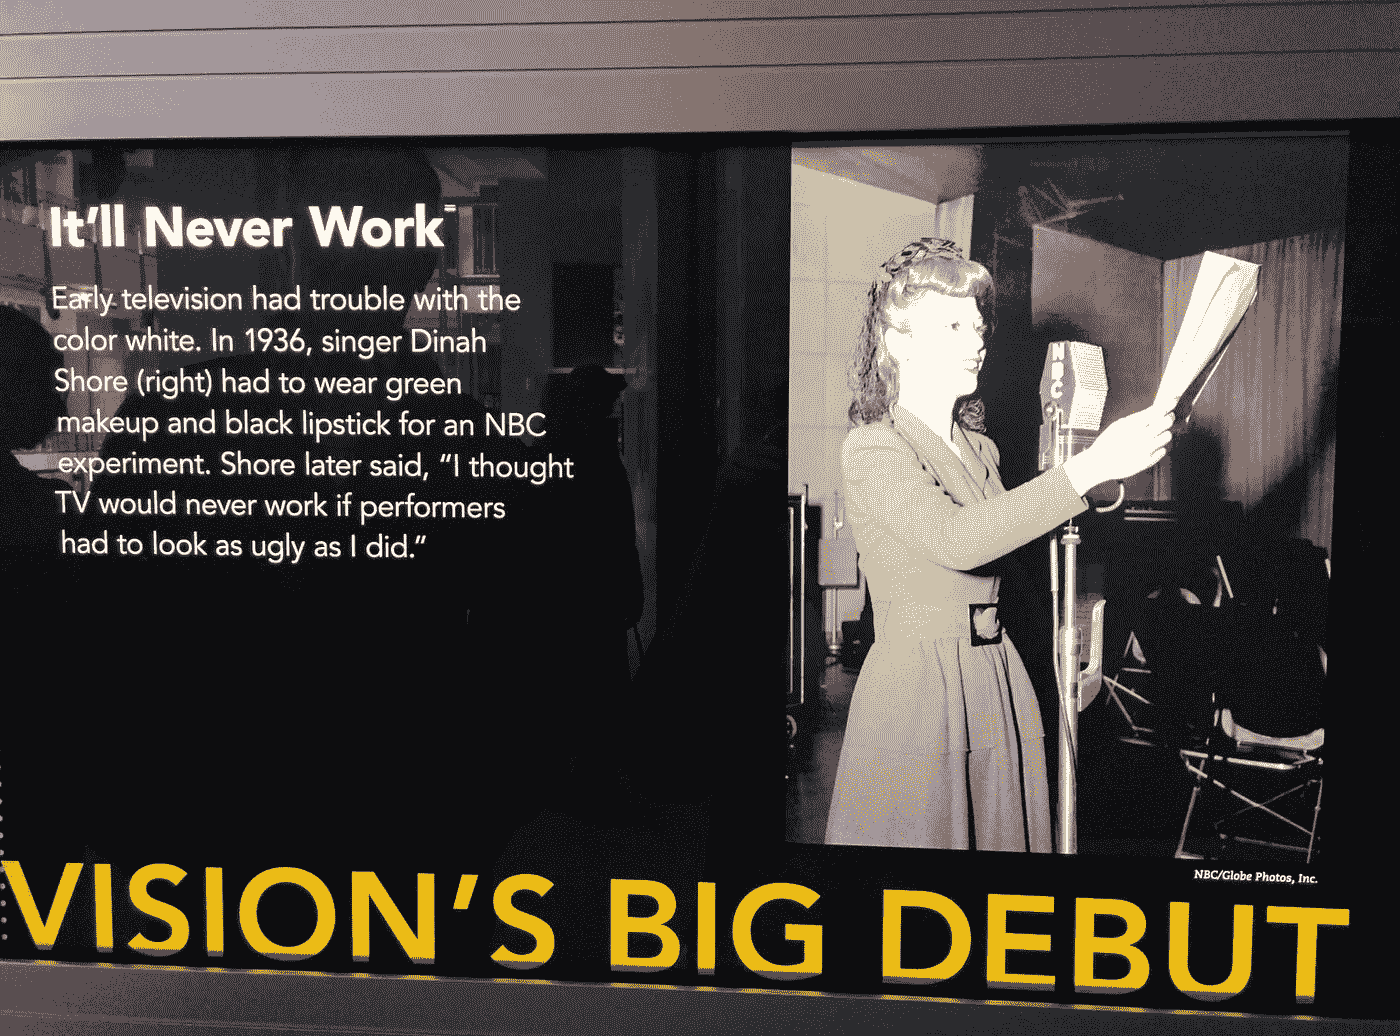 It'll Never Work
Early television had trouble with the
color white. In 1936, singer Dinah
Shore (right) had to wear green
makeup and black lipstick for an NBC
experiment. Shore later said, “I thought
TV would never work if performers
had to look as ugly as I did.”
NBC
NBC/Globe Photos, Inc.
VISION'S BIG DEBUT